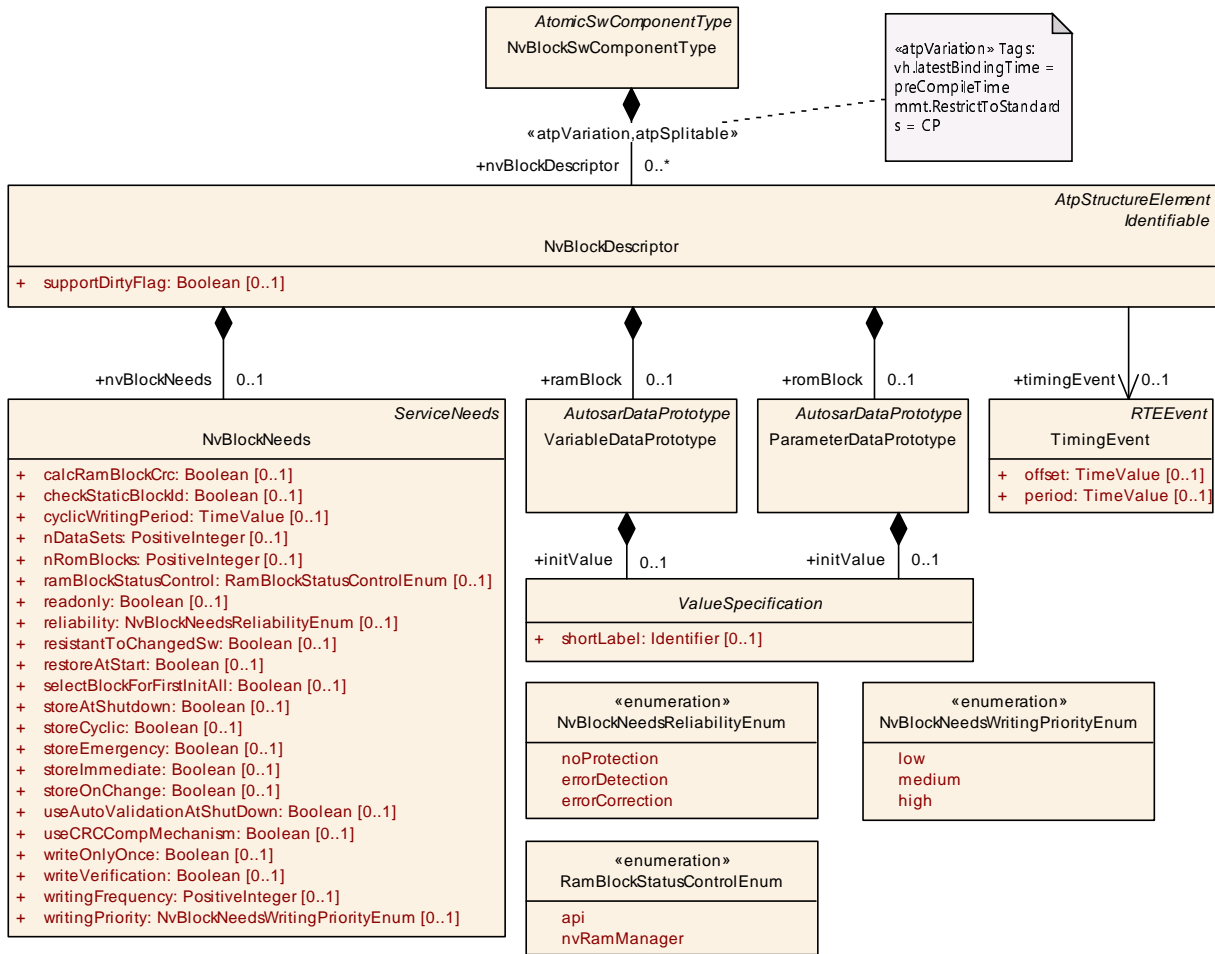 AtomicSwComponentType
NvBlockSwComponentType
«atpVariation» Tags:
vh.latestBindingTime =
preCompileTime
mmt.RestrictToStandard
s = CP
«atpVariation,atpSplitable»
+nvBlockDescriptor 0..*
AtpStructureElement
Identifiable
NvBlockDescriptor
+ supportDirtyFlag: Boolean [0..1]
+nvBlockNeeds 0..1
+ramBlock 0..1
+romBlock 0..1
+timingEvent 0..1
ServiceNeeds
NvBlockNeeds
+ calcRamBlockCrc: Boolean [0..1]
+ checkStaticBlockId: Boolean [0..1]
+ cyclicWritingPeriod: TimeValue [0..1]
+ nDataSets: PositiveInteger [0..1]
+ nRomBlocks: PositiveInteger [0..1]
+ ramBlockStatusControl: RamBlockStatusControlEnum [0..1]
+ readonly: Boolean [0..1]
+ reliability: NvBlockNeedsReliabilityEnum [0..1]
+ resistantToChangedSw: Boolean [0..1]
+ restoreAtStart: Boolean [0..1]
+ selectBlockForFirstInitAll: Boolean [0..1]
+ storeAtShutdown: Boolean [0..1]
+ storeCyclic: Boolean [0..1]
+ storeEmergency: Boolean [0..1]
+ storeImmediate: Boolean [0..1]
+ storeOnChange: Boolean [0..1]
+ useAutoValidationAtShutDown: Boolean [0..1]
+ useCRCCompMechanism: Boolean [0..1]
+ writeOnlyOnce: Boolean [0..1]
+ writeVerification: Boolean [0..1]
+ writingFrequency: PositiveInteger [0..1]
+ writingPriority: NvBlockNeedsWritingPriorityEnum [0..1]
AutosarDataPrototype
VariableDataPrototype
AutosarDataPrototype
ParameterDataPrototype
RTEEvent
TimingEvent
+ offset: TimeValue [0..1]
+ period: TimeValue [0..1]
+initValue 0..1
+initValue 0..1
ValueSpecification
+ shortLabel: Identifier [0..1]
«enumeration»
NvBlockNeedsReliabilityEnum
noProtection
errorDetection
errorCorrection
«enumeration»
NvBlockNeedsWritingPriorityEnum
low
medium
high
«enumeration»
RamBlockStatusControlEnum
api
nvRamManager